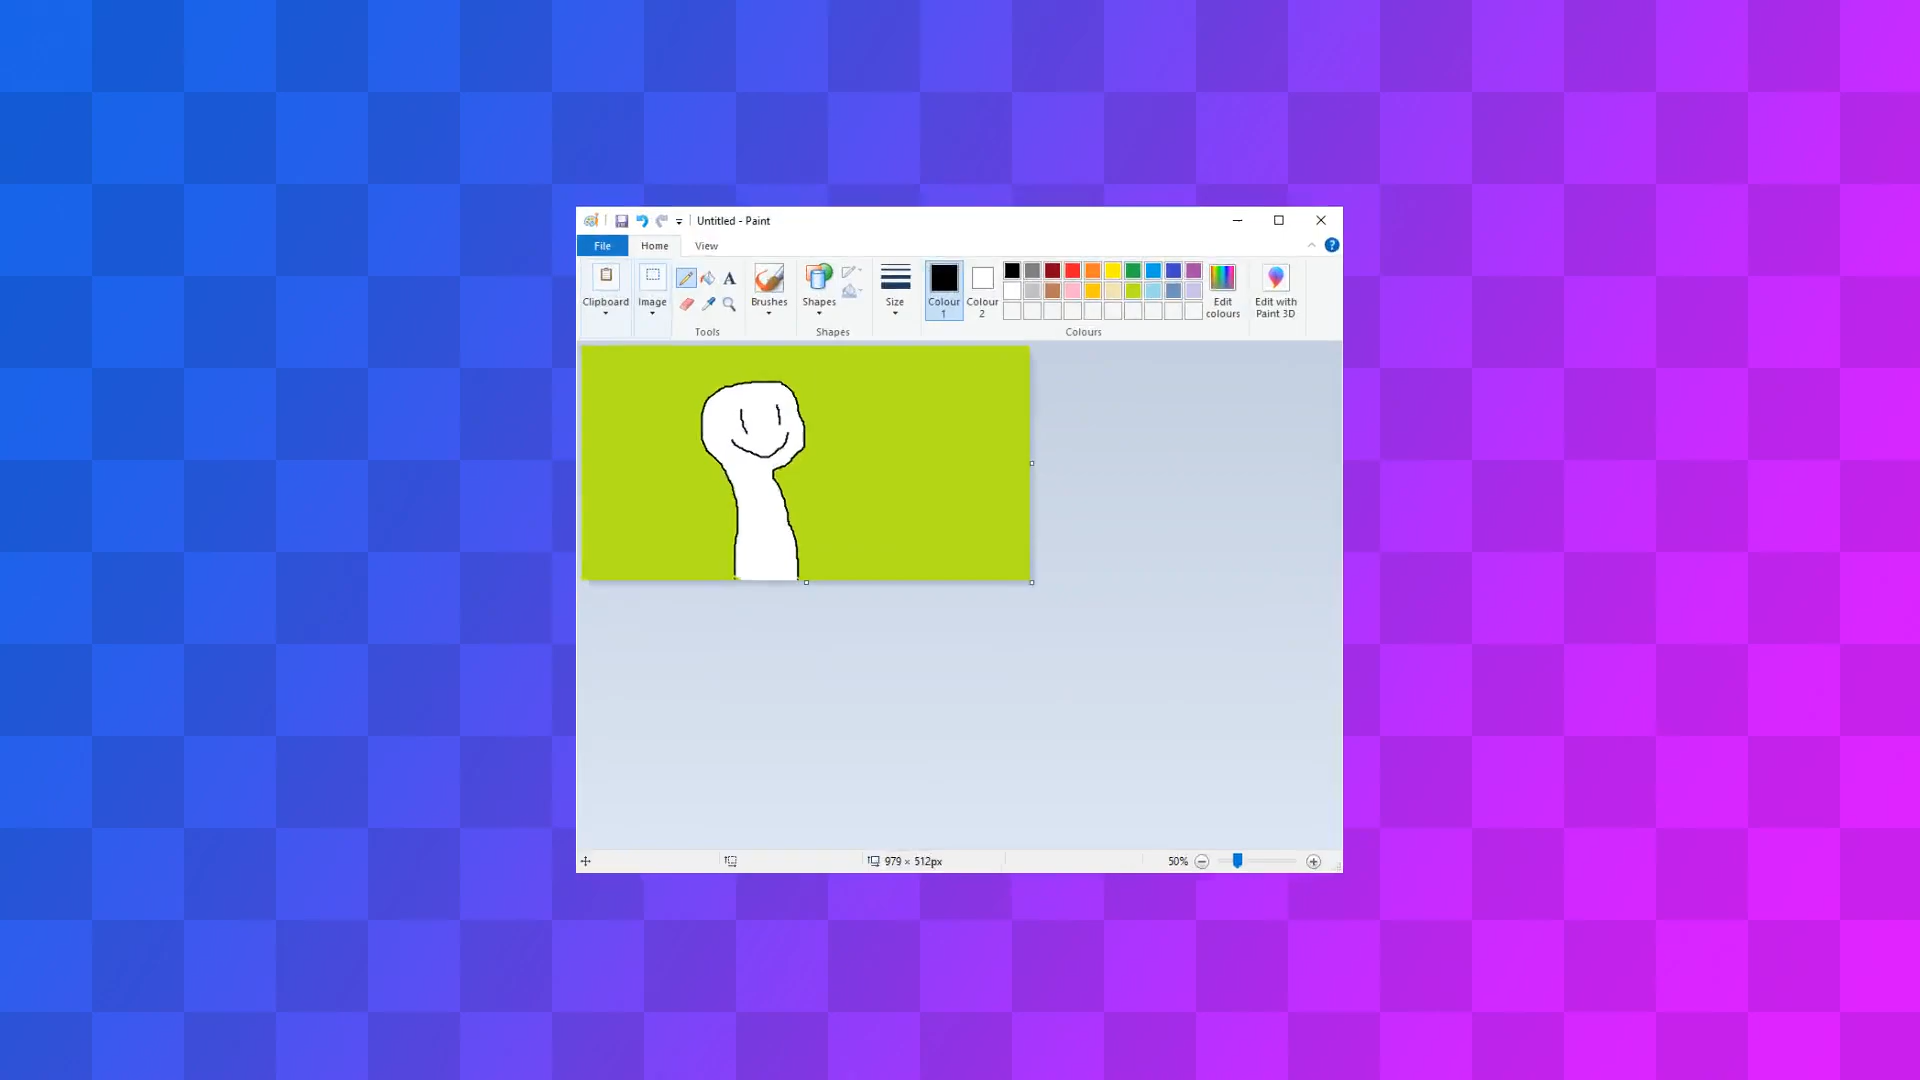 Untitled - Paint
File Home View
Clipboard Image A Brushes Shapes Size Colour 1 Colour 2 Edit colours Edit with Paint 3D
Tools Shapes Colours
979 × 512px 50%